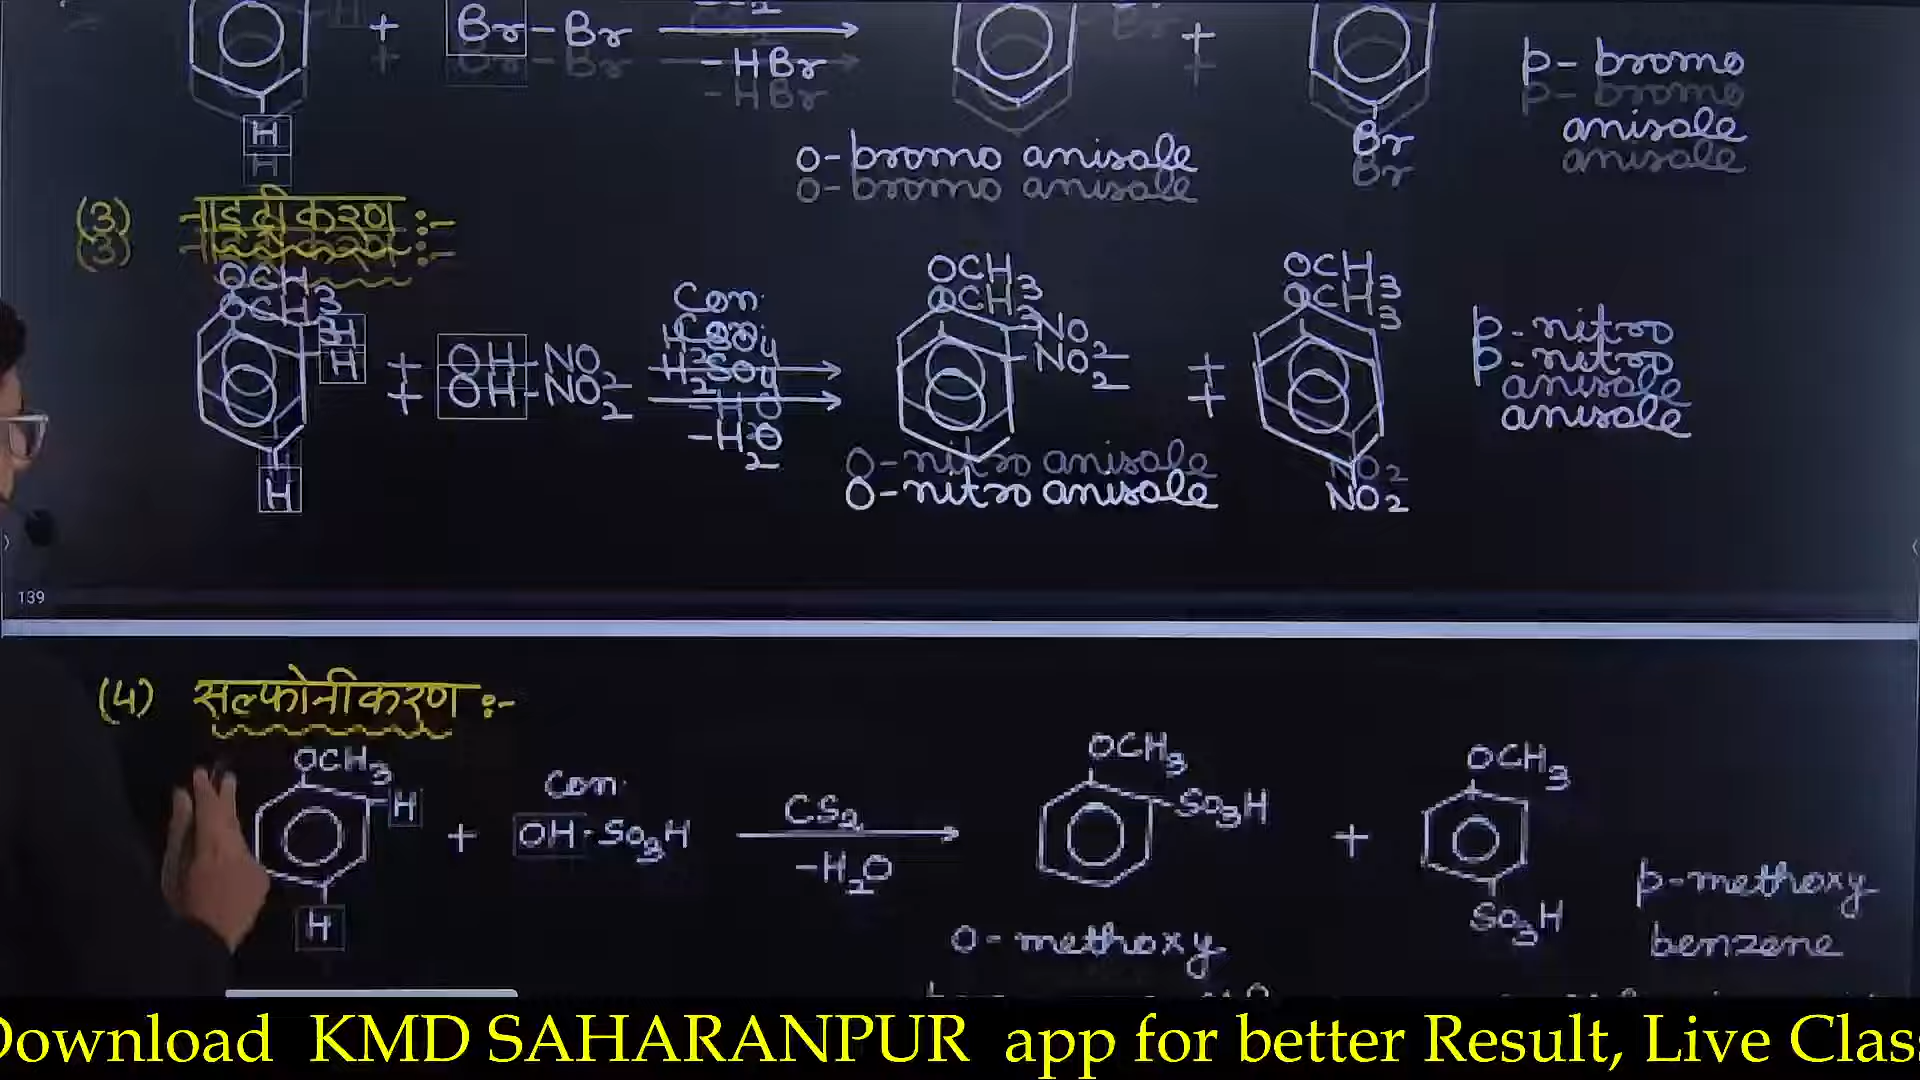 + Br-Br
-HBr
+
p- bromo
anisole
Br
H
o-bromo anisole
(3) नाइट्रीकरण :-
OCH3
H
+ OH-NO2
Con.
H2SO4
-H2O
OCH3
NO2
+
OCH3
p-nitro
anisole
H
o-nitro anisole
NO2
139
(4) सल्फोनीकरण :-
OCH3
H
+
Con.
OH-SO3H
CS2
-H2O
OCH3
SO3H
+
OCH3
SO3H
p-methoxy
benzene
H
o-methoxy
Download KMD SAHARANPUR app for better Result, Live Clas